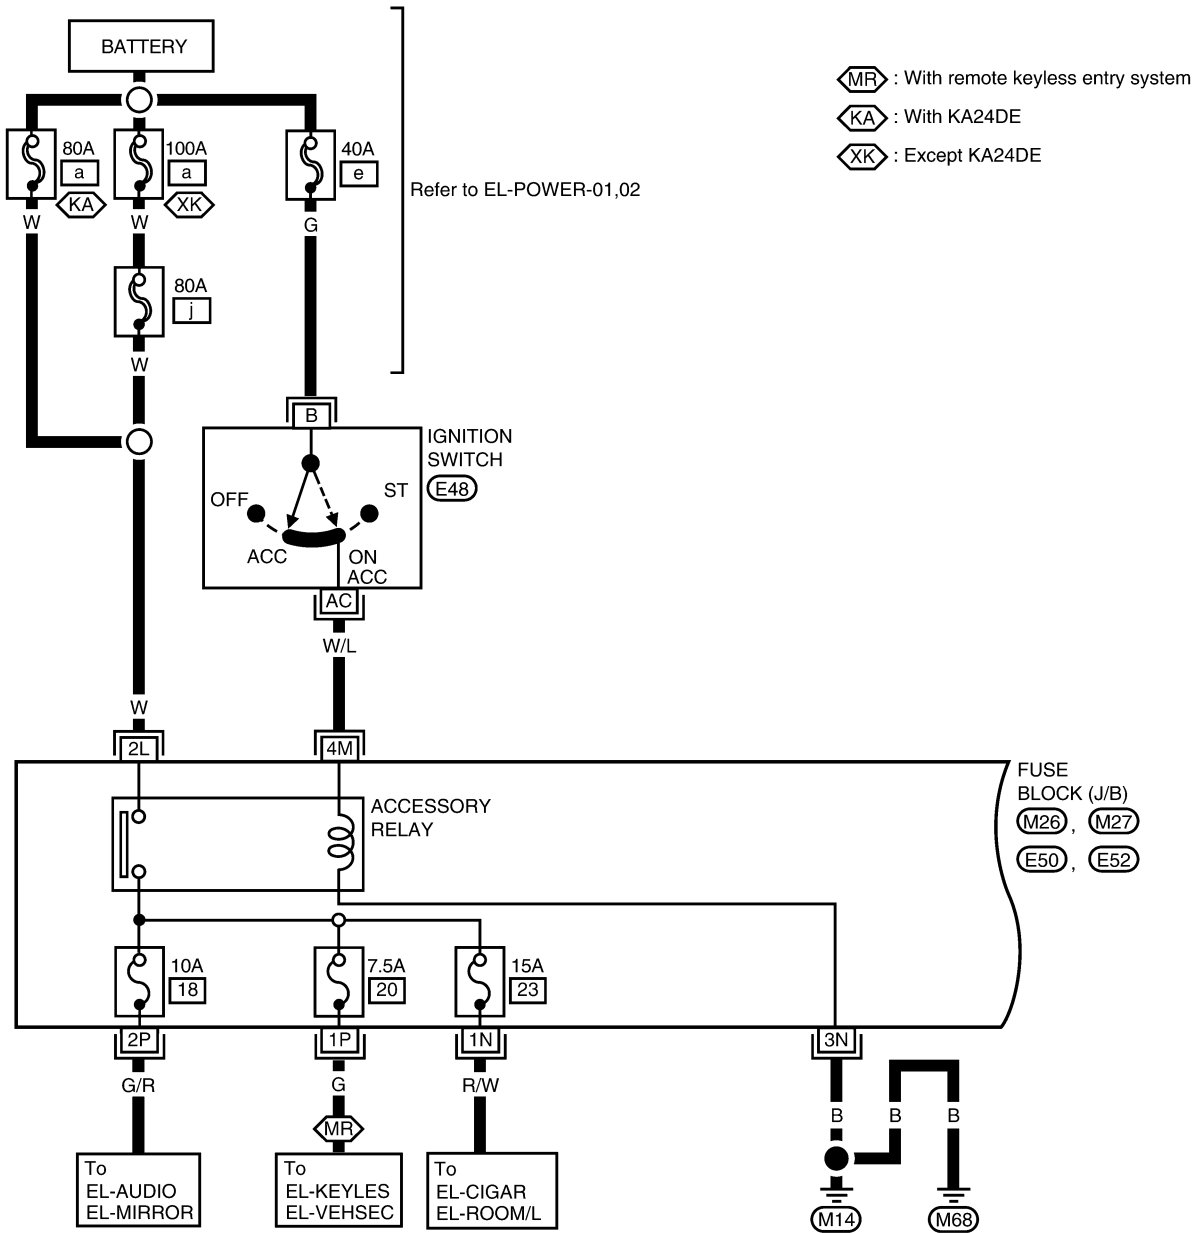 BATTERY
MR : With remote keyless entry system
KA : With KA24DE
XK : Except KA24DE
80A
a
KA
100A
a
XK
40A
e
Refer to EL-POWER-01,02
W
W
G
80A
j
W
B
IGNITION
SWITCH
E48
OFF
ST
ACC
ON
ACC
AC
W/L
W
2L
4M
FUSE
BLOCK (J/B)
M26 , M27
E50 , E52
ACCESSORY
RELAY
10A
18
7.5A
20
15A
23
2P
1P
1N
3N
G/R
G
R/W
MR
B
B
B
To
EL-AUDIO
EL-MIRROR
To
EL-KEYLES
EL-VEHSEC
To
EL-CIGAR
EL-ROOM/L
M14
M68